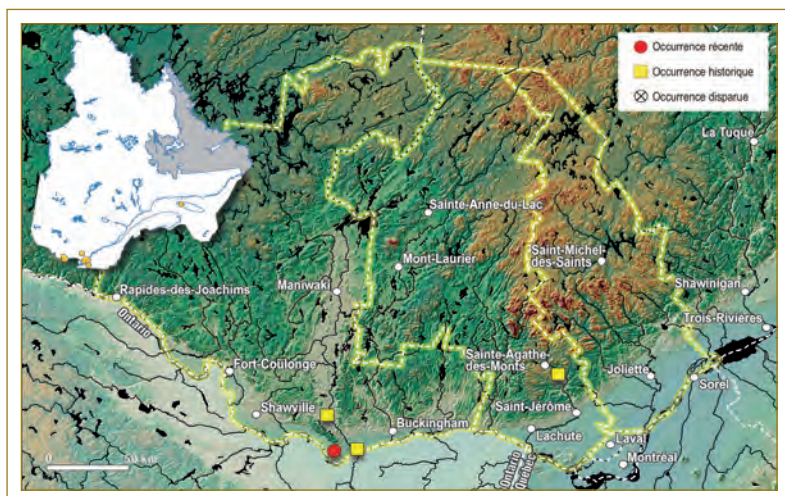 Occurrence récente
Occurrence historique
Occurrence disparue
La Tuque
Sainte-Anne-du-Lac
Saint-Michel-
des-Saints
Mont-Laurier
Maniwaki
Rapides-des-Joachims
Shawinigan
Trois-Rivières
Ontario
Fort-Coulonge
Sainte-Agathe-
des-Monts
Joliette
Sorel
Shawville
Saint-Jérôme
Buckingham
Lachute
Laval
Montréal
Ontario
Québec
0 50 km